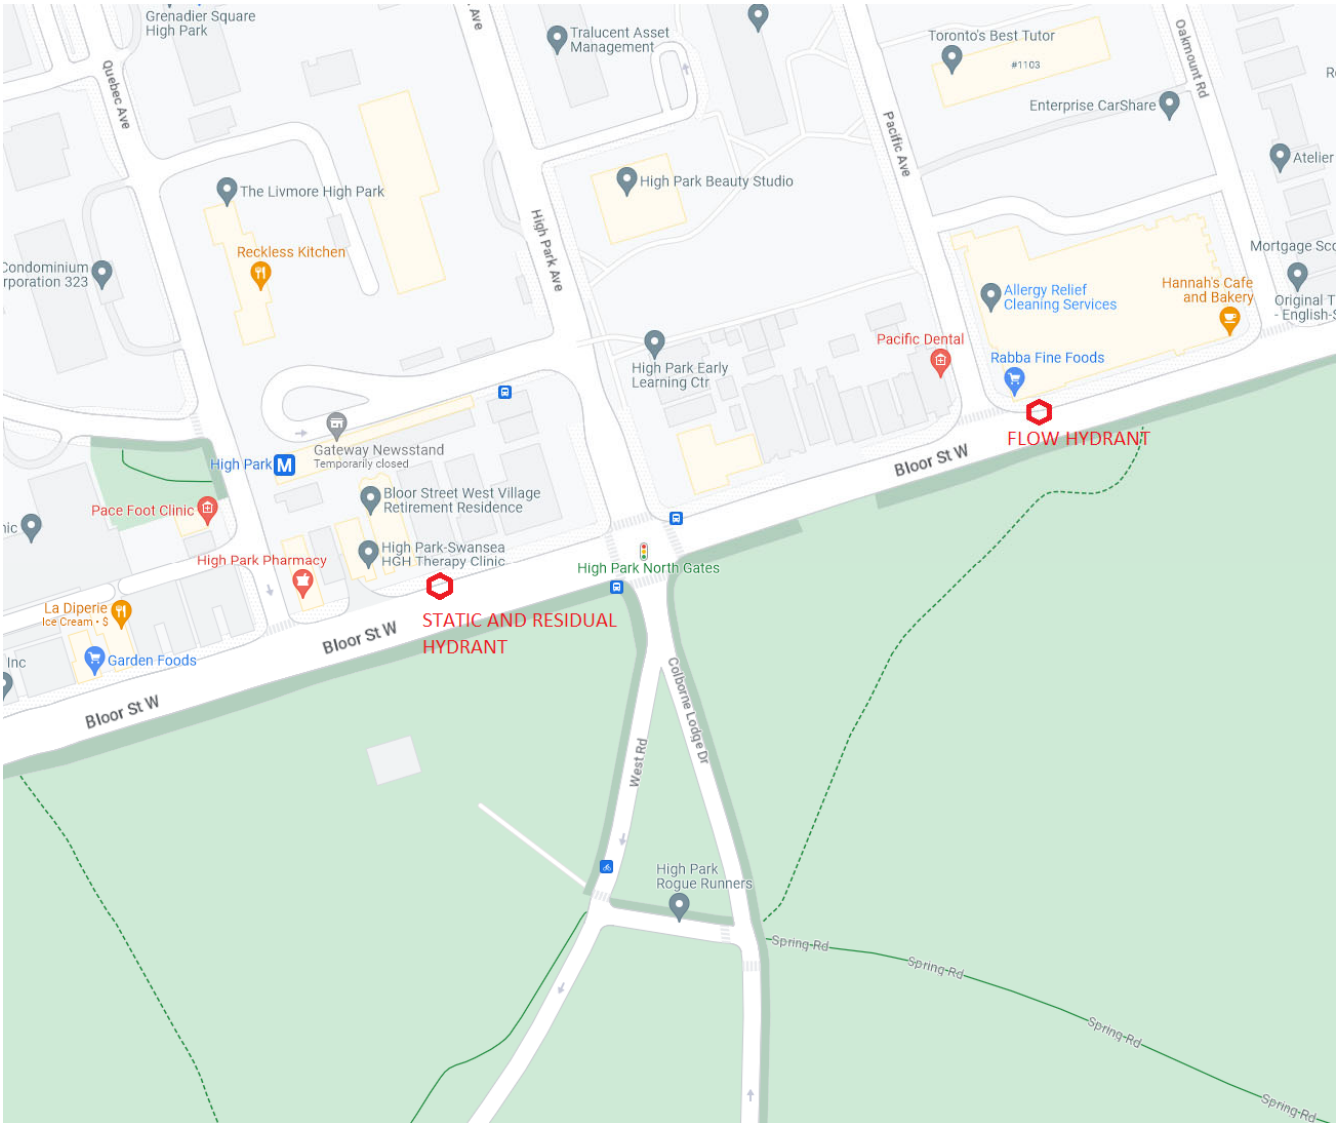 Grenadier Square
High Park
Ave
Tralucent Asset
Management
Toronto's Best Tutor
#1103
Oakmount Rd
Quebec Ave
Enterprise CarShare
Pacific Ave
Atelier
The Livmore High Park
High Park Beauty Studio
High Park Ave
Reckless Kitchen
Condominium
rporation 323
Mortgage Sco
Allergy Relief
Cleaning Services
Hannah's Cafe
and Bakery
Original T
- English-S
Pacific Dental
Rabba Fine Foods
High Park Early
Learning Ctr
FLOW HYDRANT
Gateway Newsstand
Temporarily closed
High Park M
Bloor St W
Bloor Street West Village
Retirement Residence
Pace Foot Clinic
nic
High Park-Swansea
HGH Therapy Clinic
High Park Pharmacy
High Park North Gates
La Diperie
Ice Cream • $
STATIC AND RESIDUAL
HYDRANT
Bloor St W
Inc
Garden Foods
Bloor St W
Colborne Lodge Dr
West Rd
High Park
Rogue Runners
Spring Rd
Spring Rd
Spring Rd
Spring Rd